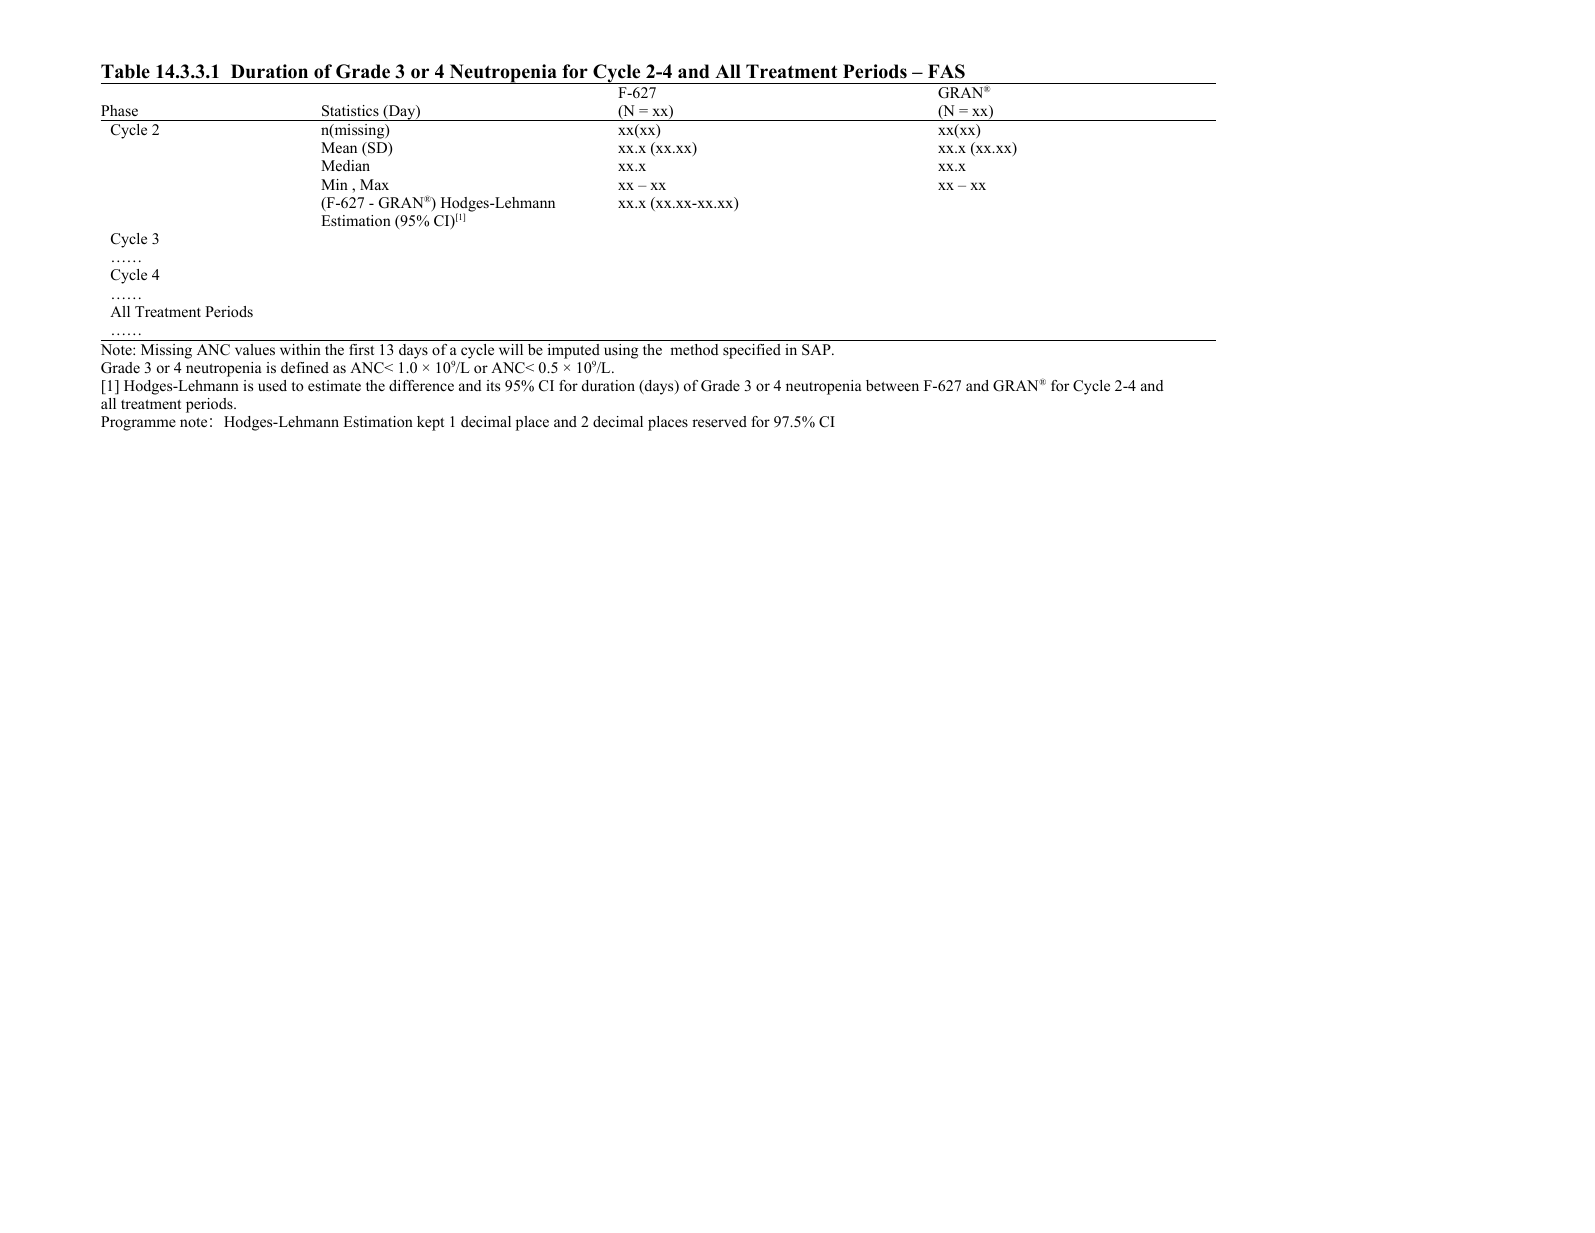 Table 14.3.3.1  Duration of Grade 3 or 4 Neutropenia for Cycle 2-4 and All Treatment Periods – FAS
F-627 GRAN®
Phase Statistics (Day) (N = xx) (N = xx)
Cycle 2 n(missing) xx(xx) xx(xx)
Mean (SD) xx.x (xx.xx) xx.x (xx.xx)
Median xx.x xx.x
Min , Max xx – xx xx – xx
(F-627 - GRAN®) Hodges-Lehmann xx.x (xx.xx-xx.xx)
Estimation (95% CI)[1]
Cycle 3
……
Cycle 4
……
All Treatment Periods
……
Note: Missing ANC values within the first 13 days of a cycle will be imputed using the  method specified in SAP.
Grade 3 or 4 neutropenia is defined as ANC< 1.0 × 10⁹/L or ANC< 0.5 × 10⁹/L.
[1] Hodges-Lehmann is used to estimate the difference and its 95% CI for duration (days) of Grade 3 or 4 neutropenia between F-627 and GRAN® for Cycle 2-4 and
all treatment periods.
Programme note： Hodges-Lehmann Estimation kept 1 decimal place and 2 decimal places reserved for 97.5% CI